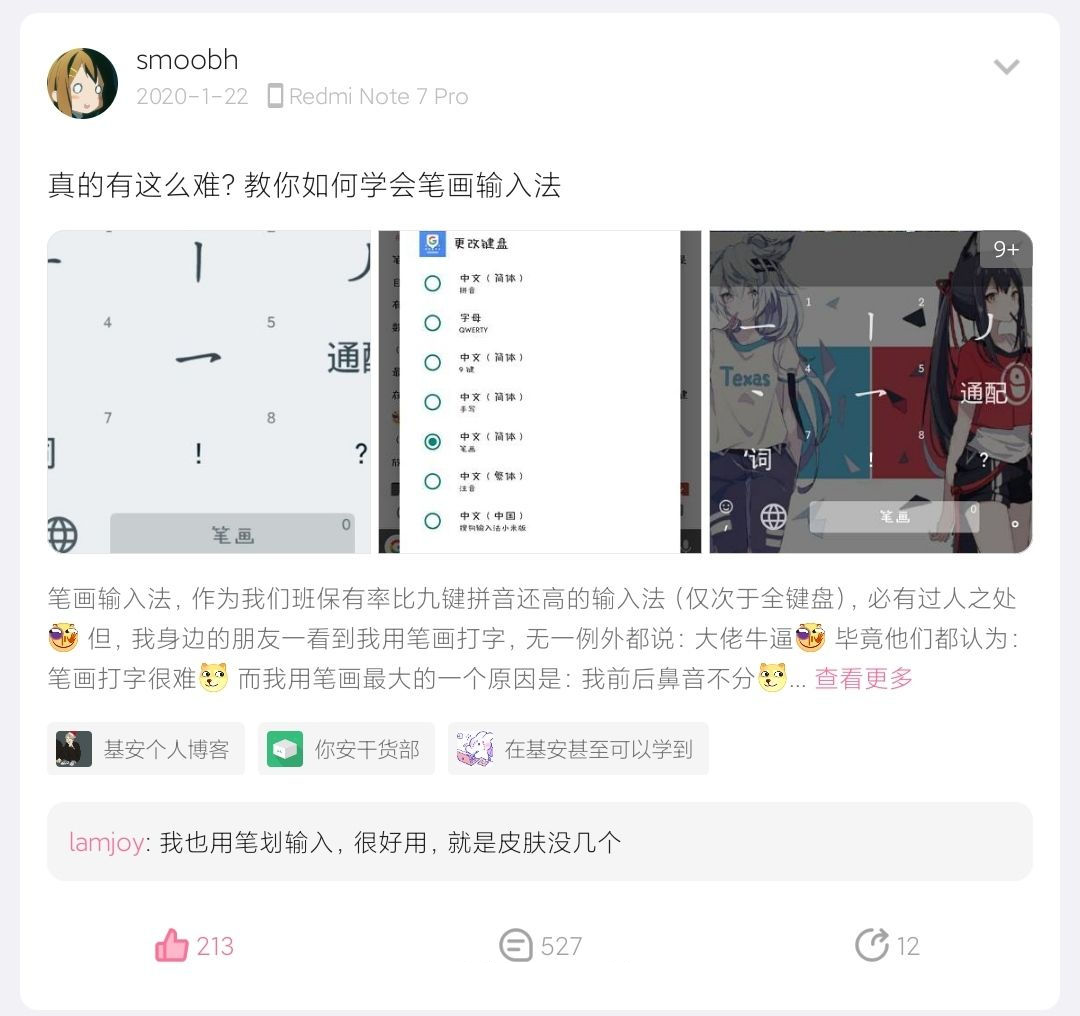 smoobh
2020-1-22 Redmi Note 7 Pro
真的有这么难？教你如何学会笔画输入法
4 5
通配
7 8
词 ! ?
笔画 0
更改键盘
中文（简体）
拼音
字母
QWERTY
中文（简体）
9 键
中文（简体）
手写
中文（简体）
笔画
中文（繁体）
注音
中文（中国）
搜狗输入法小米版
9+
1 2
Texas
4 5
通配
7 8
词 ! ?
笔画 0
笔画输入法，作为我们班保有率比九键拼音还高的输入法（仅次于全键盘），必有过人之处
但，我身边的朋友一看到我用笔画打字，无一例外都说：大佬牛逼 毕竟他们都认为：
笔画打字很难 而我用笔画最大的一个原因是：我前后鼻音不分... 查看更多
基安个人博客 你安干货部 在基安甚至可以学到
lamjoy: 我也用笔划输入，很好用，就是皮肤没几个
213 527 12